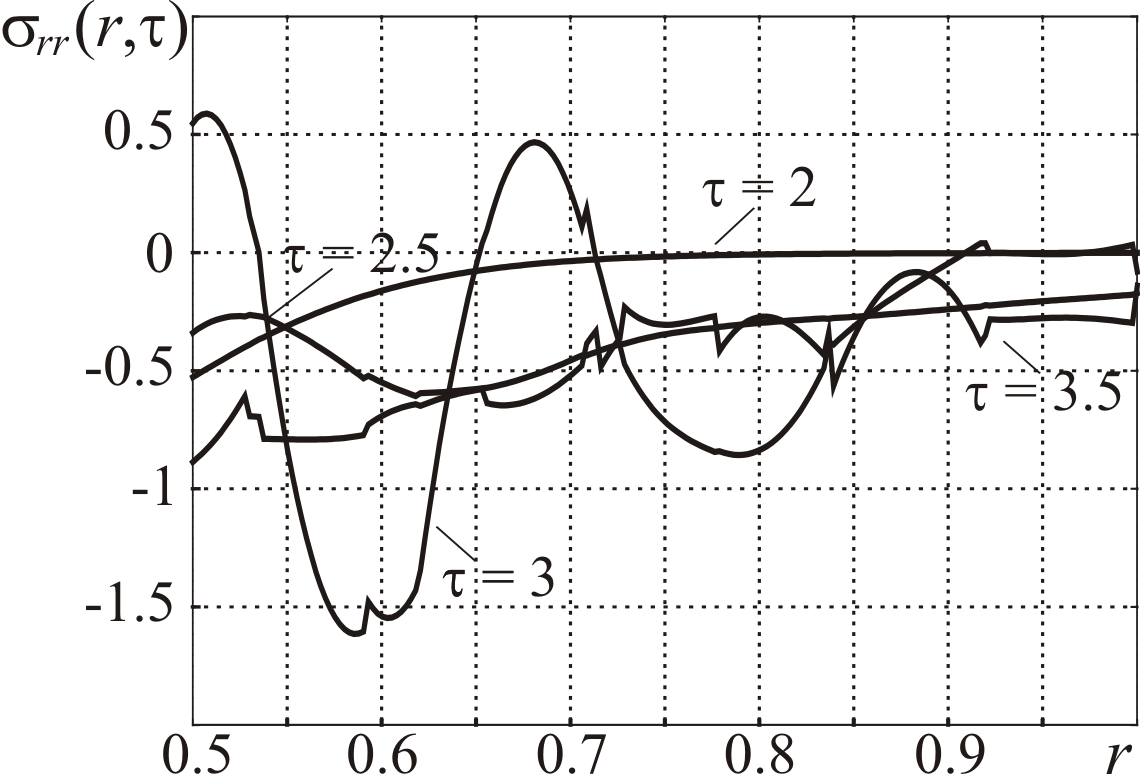 σrr(r,τ)
0.5
τ = 2
0
τ = 2.5
-0.5
τ = 3.5
-1
τ = 3
-1.5
0.5 0.6 0.7 0.8 0.9 r